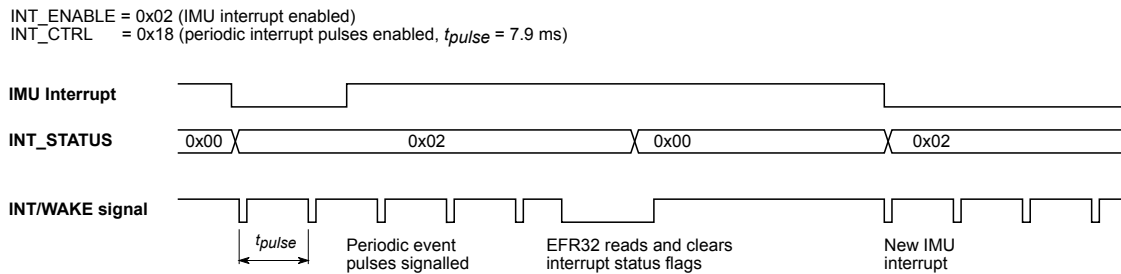 INT_ENABLE = 0x02 (IMU interrupt enabled)
INT_CTRL = 0x18 (periodic interrupt pulses enabled, tpulse = 7.9 ms)
IMU Interrupt
INT_STATUS 0x00 0x02 0x00 0x02
INT/WAKE signal
tpulse
Periodic event
pulses signalled
EFR32 reads and clears
interrupt status flags
New IMU
interrupt